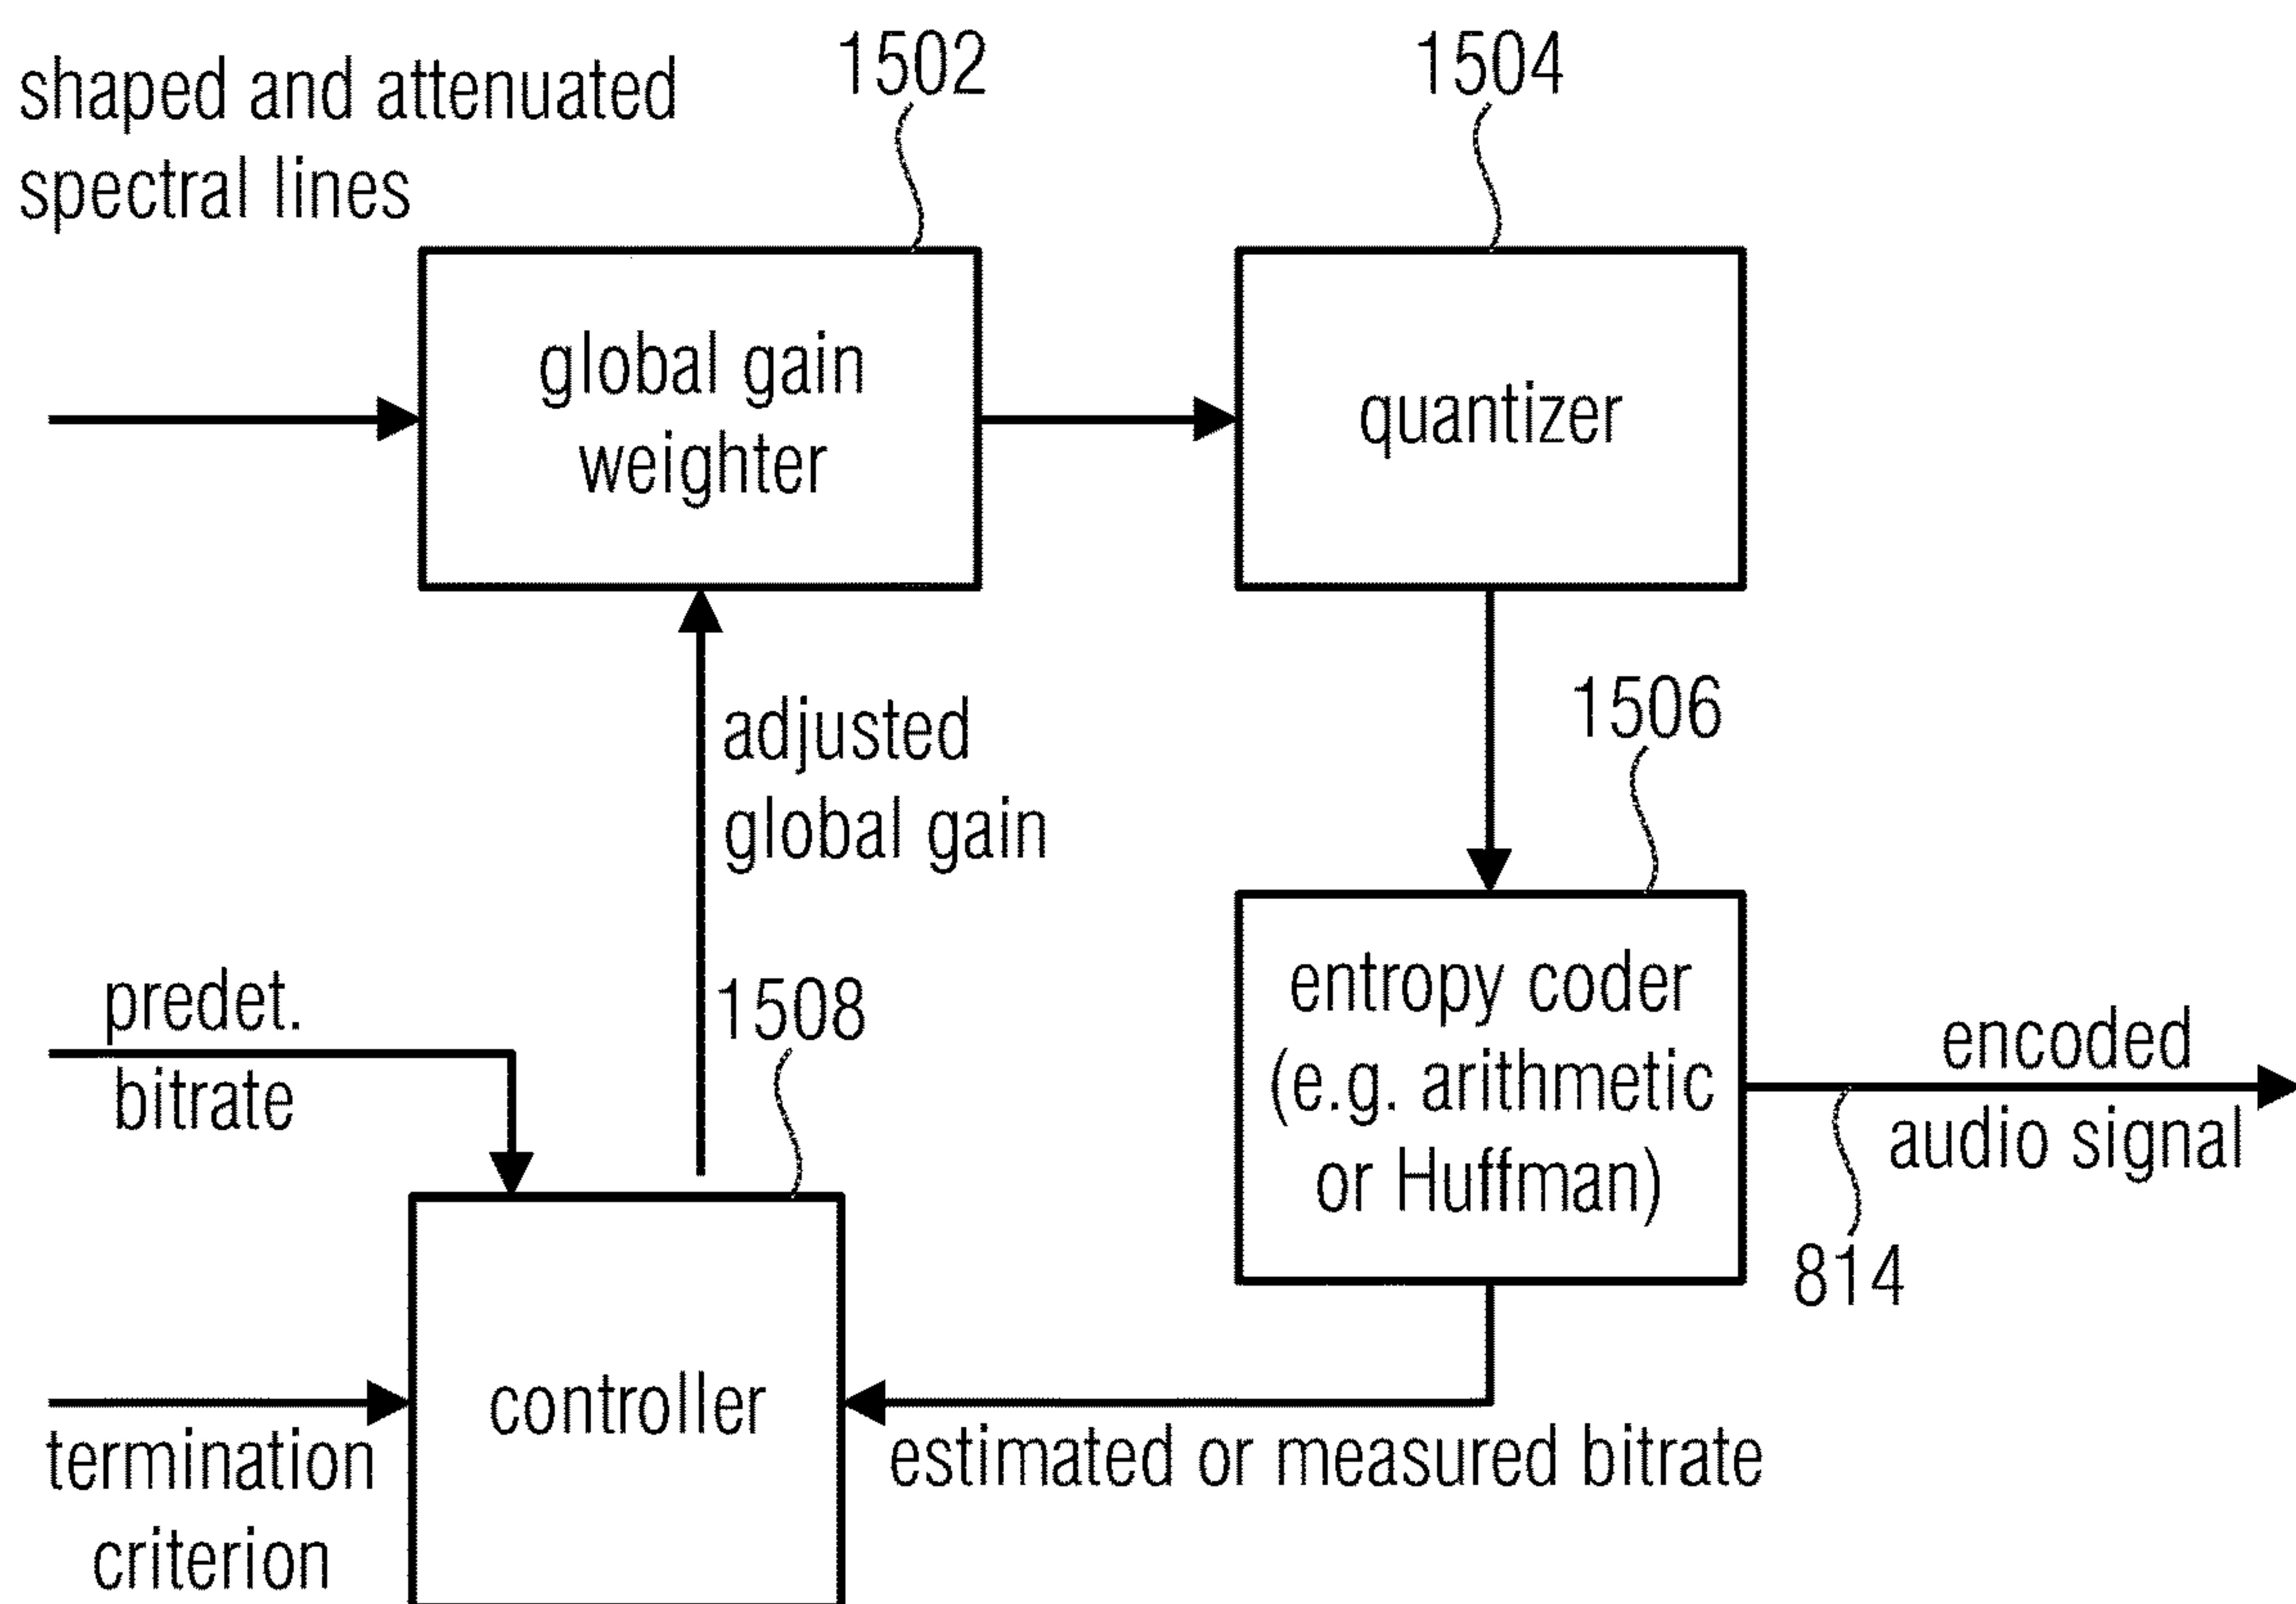 shaped and attenuated
spectral lines
1502
1504
global gain
weighter
quantizer
adjusted
global gain
1506
predet.
bitrate
1508
entropy coder
(e.g. arithmetic
or Huffman)
encoded
audio signal
814
controller
termination
criterion
estimated or measured bitrate